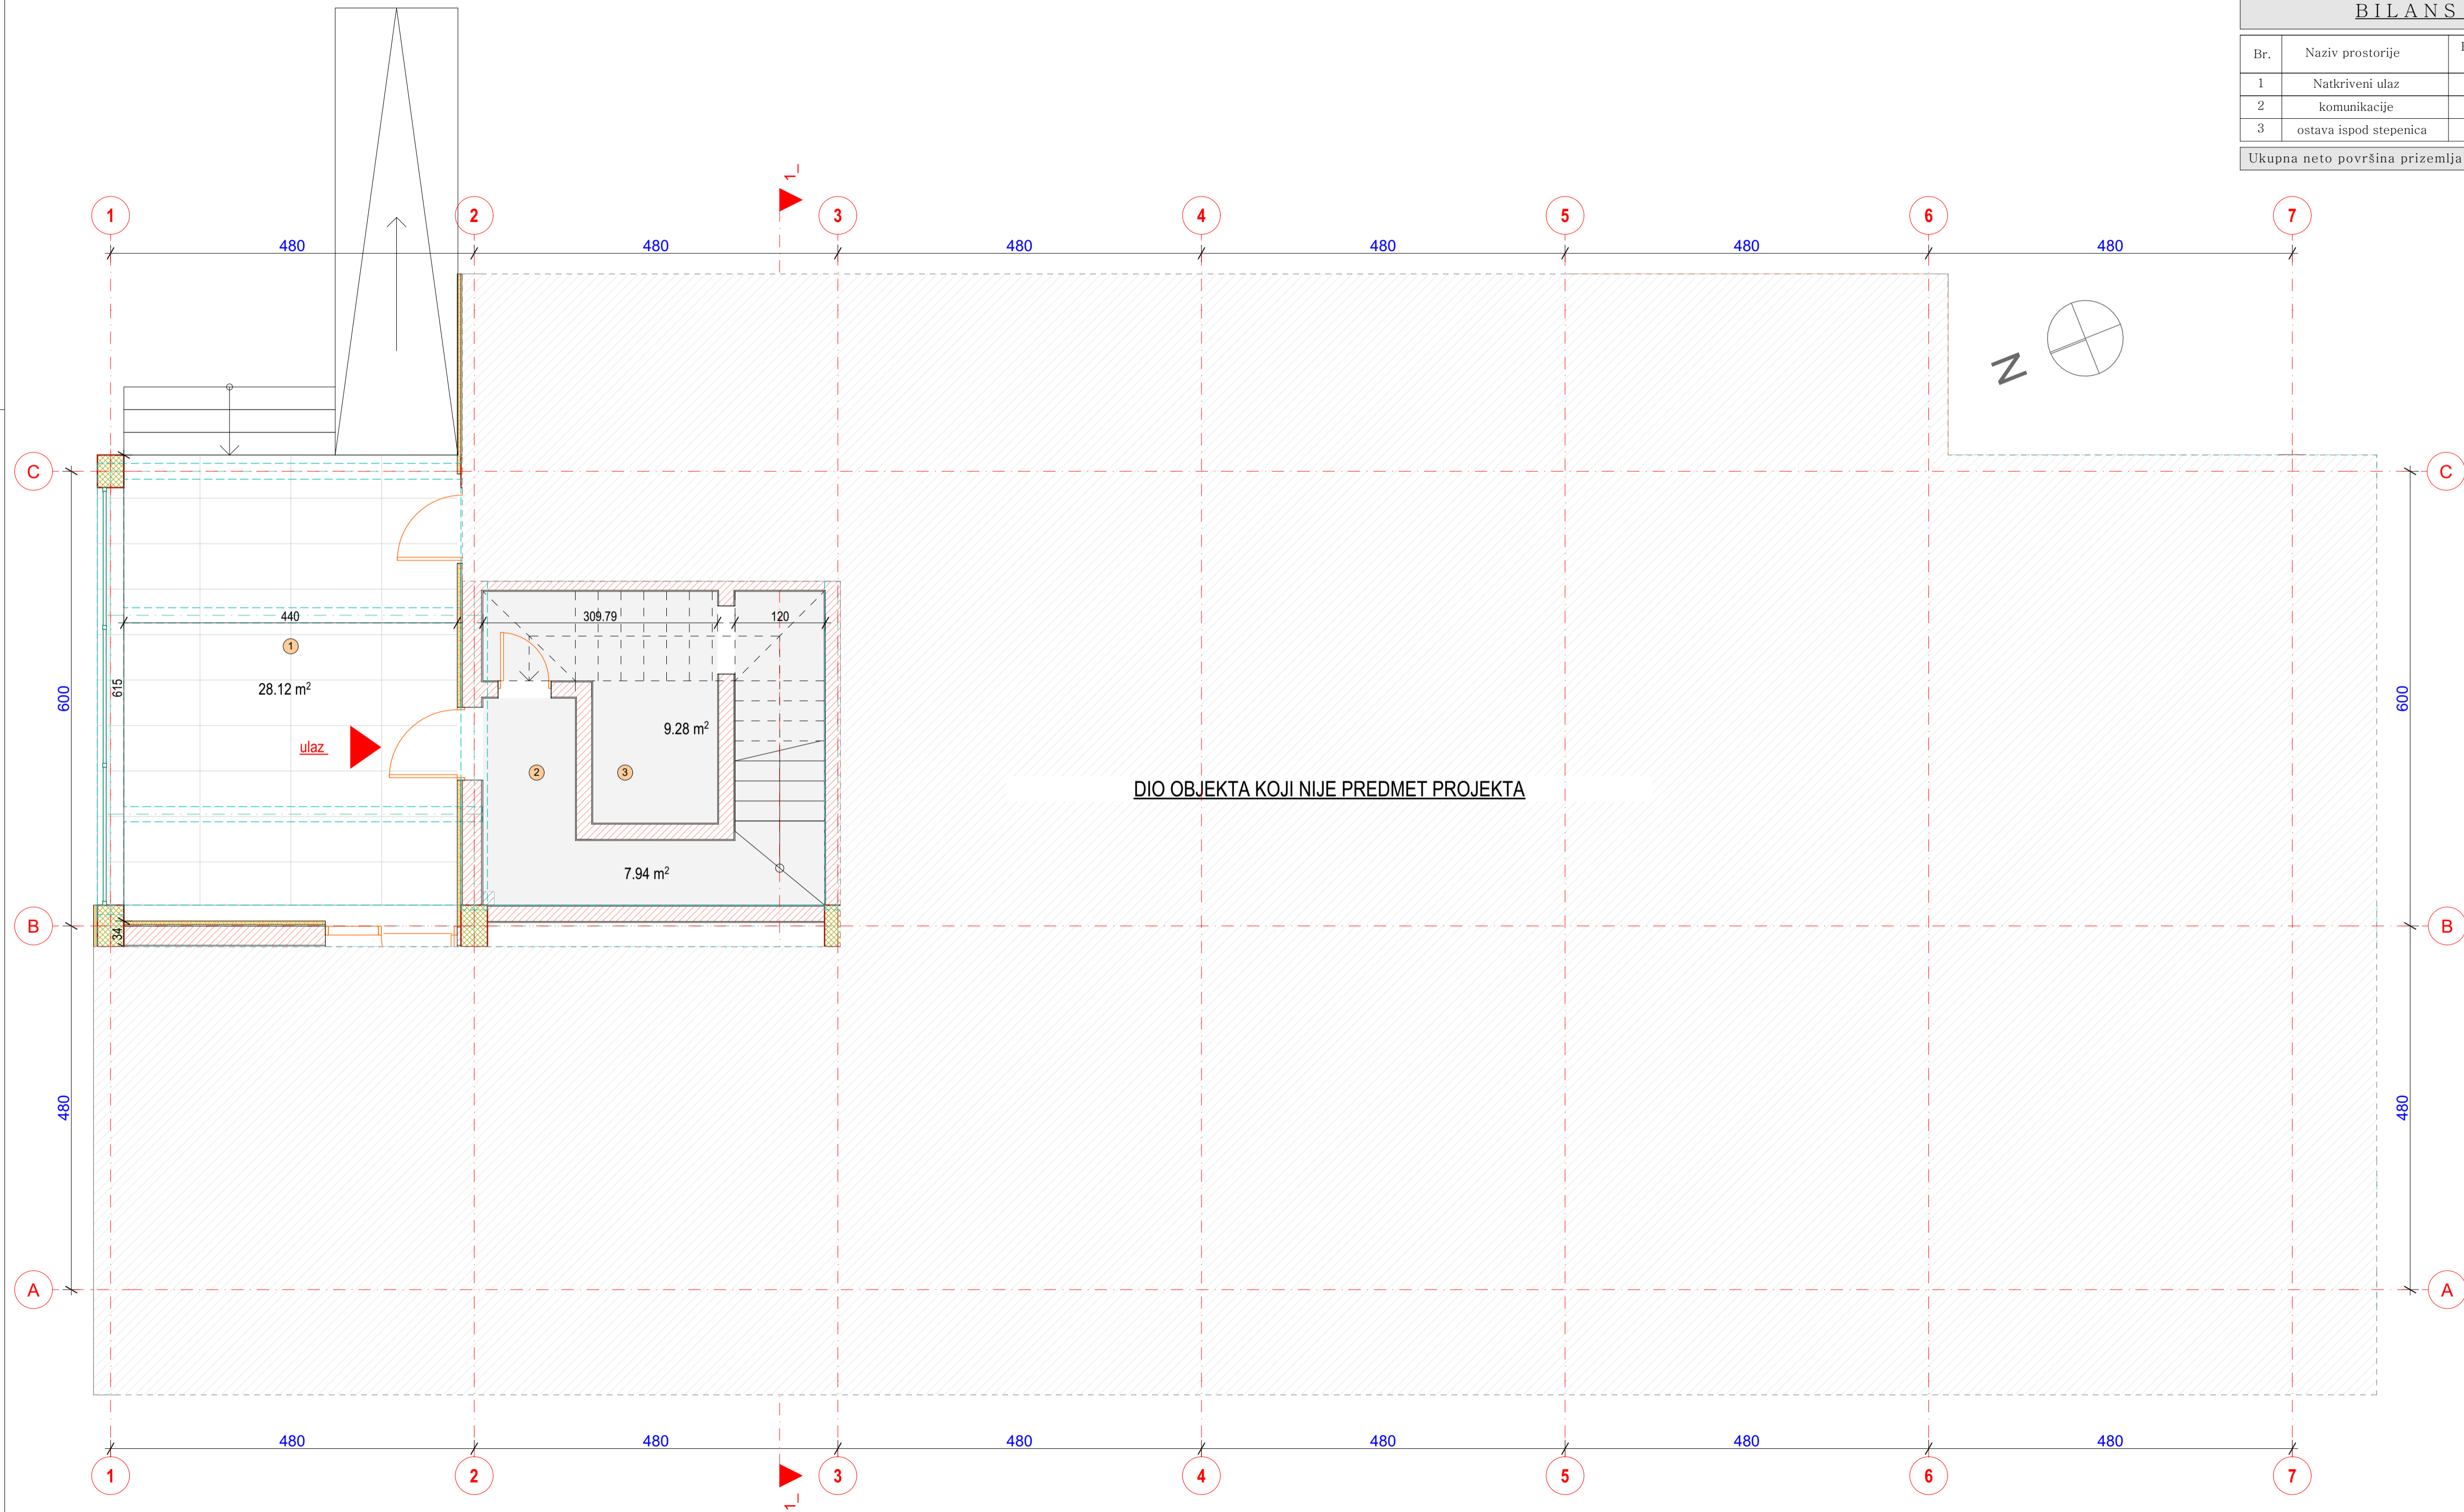 BILANS
Br. Naziv prostorije
1 Natkriveni ulaz
2 komunikacije
3 ostava ispod stepenica
Ukupna neto površina prizemlja
1_
1 2 3 4 5 6 7
480 480 480 480 480 480
N
C C
440 309.79 120
1
615
28.12 m²
600 600
9.28 m²
ulaz
2 3
DIO OBJEKTA KOJI NIJE PREDMET PROJEKTA
7.94 m²
B 34 B
480 480
A A
480 480 480 480 480 480
1 2 3 4 5 6 7
1_